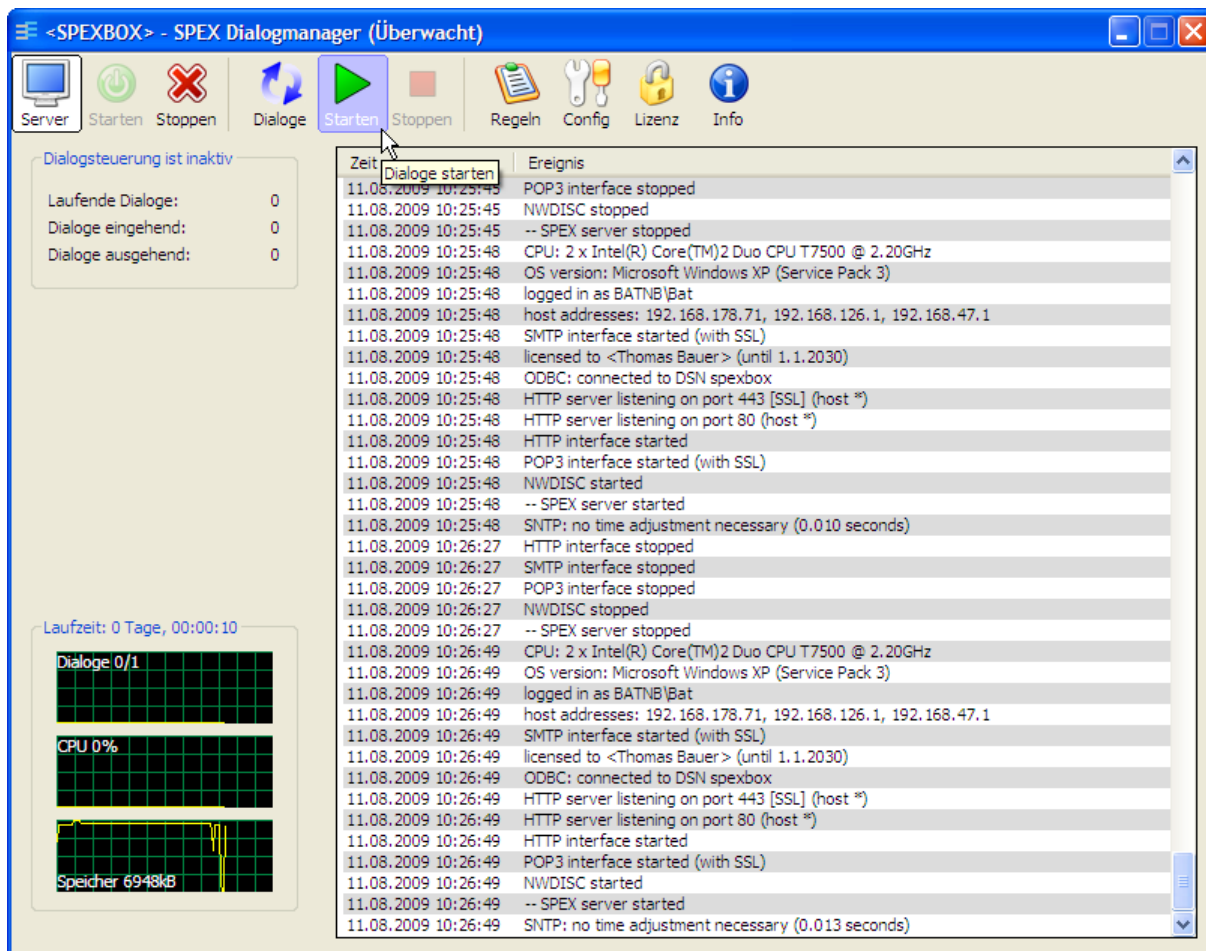 <SPEXBOX> - SPEX Dialogmanager (Überwacht)
Server Starten Stoppen Dialoge Starten Stoppen Regeln Config Lizenz Info
Dialoge starten
Dialogsteuerung ist inaktiv
Laufende Dialoge: 0
Dialoge eingehend: 0
Dialoge ausgehend: 0
Zeit Ereignis
11.08.2009 10:25:45 POP3 interface stopped
11.08.2009 10:25:45 NWDISC stopped
11.08.2009 10:25:45 -- SPEX server stopped
11.08.2009 10:25:48 CPU: 2 x Intel(R) Core(TM)2 Duo CPU T7500 @ 2.20GHz
11.08.2009 10:25:48 OS version: Microsoft Windows XP (Service Pack 3)
11.08.2009 10:25:48 logged in as BATNB\Bat
11.08.2009 10:25:48 host addresses: 192.168.178.71, 192.168.126.1, 192.168.47.1
11.08.2009 10:25:48 SMTP interface started (with SSL)
11.08.2009 10:25:48 licensed to <Thomas Bauer> (until 1.1.2030)
11.08.2009 10:25:48 ODBC: connected to DSN spexbox
11.08.2009 10:25:48 HTTP server listening on port 443 [SSL] (host *)
11.08.2009 10:25:48 HTTP server listening on port 80 (host *)
11.08.2009 10:25:48 HTTP interface started
11.08.2009 10:25:48 POP3 interface started (with SSL)
11.08.2009 10:25:48 NWDISC started
11.08.2009 10:25:48 -- SPEX server started
11.08.2009 10:25:48 SNTP: no time adjustment necessary (0.010 seconds)
11.08.2009 10:26:27 HTTP interface stopped
11.08.2009 10:26:27 SMTP interface stopped
11.08.2009 10:26:27 POP3 interface stopped
11.08.2009 10:26:27 NWDISC stopped
11.08.2009 10:26:27 -- SPEX server stopped
11.08.2009 10:26:49 CPU: 2 x Intel(R) Core(TM)2 Duo CPU T7500 @ 2.20GHz
11.08.2009 10:26:49 OS version: Microsoft Windows XP (Service Pack 3)
11.08.2009 10:26:49 logged in as BATNB\Bat
11.08.2009 10:26:49 host addresses: 192.168.178.71, 192.168.126.1, 192.168.47.1
11.08.2009 10:26:49 SMTP interface started (with SSL)
11.08.2009 10:26:49 licensed to <Thomas Bauer> (until 1.1.2030)
11.08.2009 10:26:49 ODBC: connected to DSN spexbox
11.08.2009 10:26:49 HTTP server listening on port 443 [SSL] (host *)
11.08.2009 10:26:49 HTTP server listening on port 80 (host *)
11.08.2009 10:26:49 HTTP interface started
11.08.2009 10:26:49 POP3 interface started (with SSL)
11.08.2009 10:26:49 NWDISC started
11.08.2009 10:26:49 -- SPEX server started
11.08.2009 10:26:49 SNTP: no time adjustment necessary (0.013 seconds)
Laufzeit: 0 Tage, 00:00:10
Dialoge 0/1
CPU 0%
Speicher 6948kB